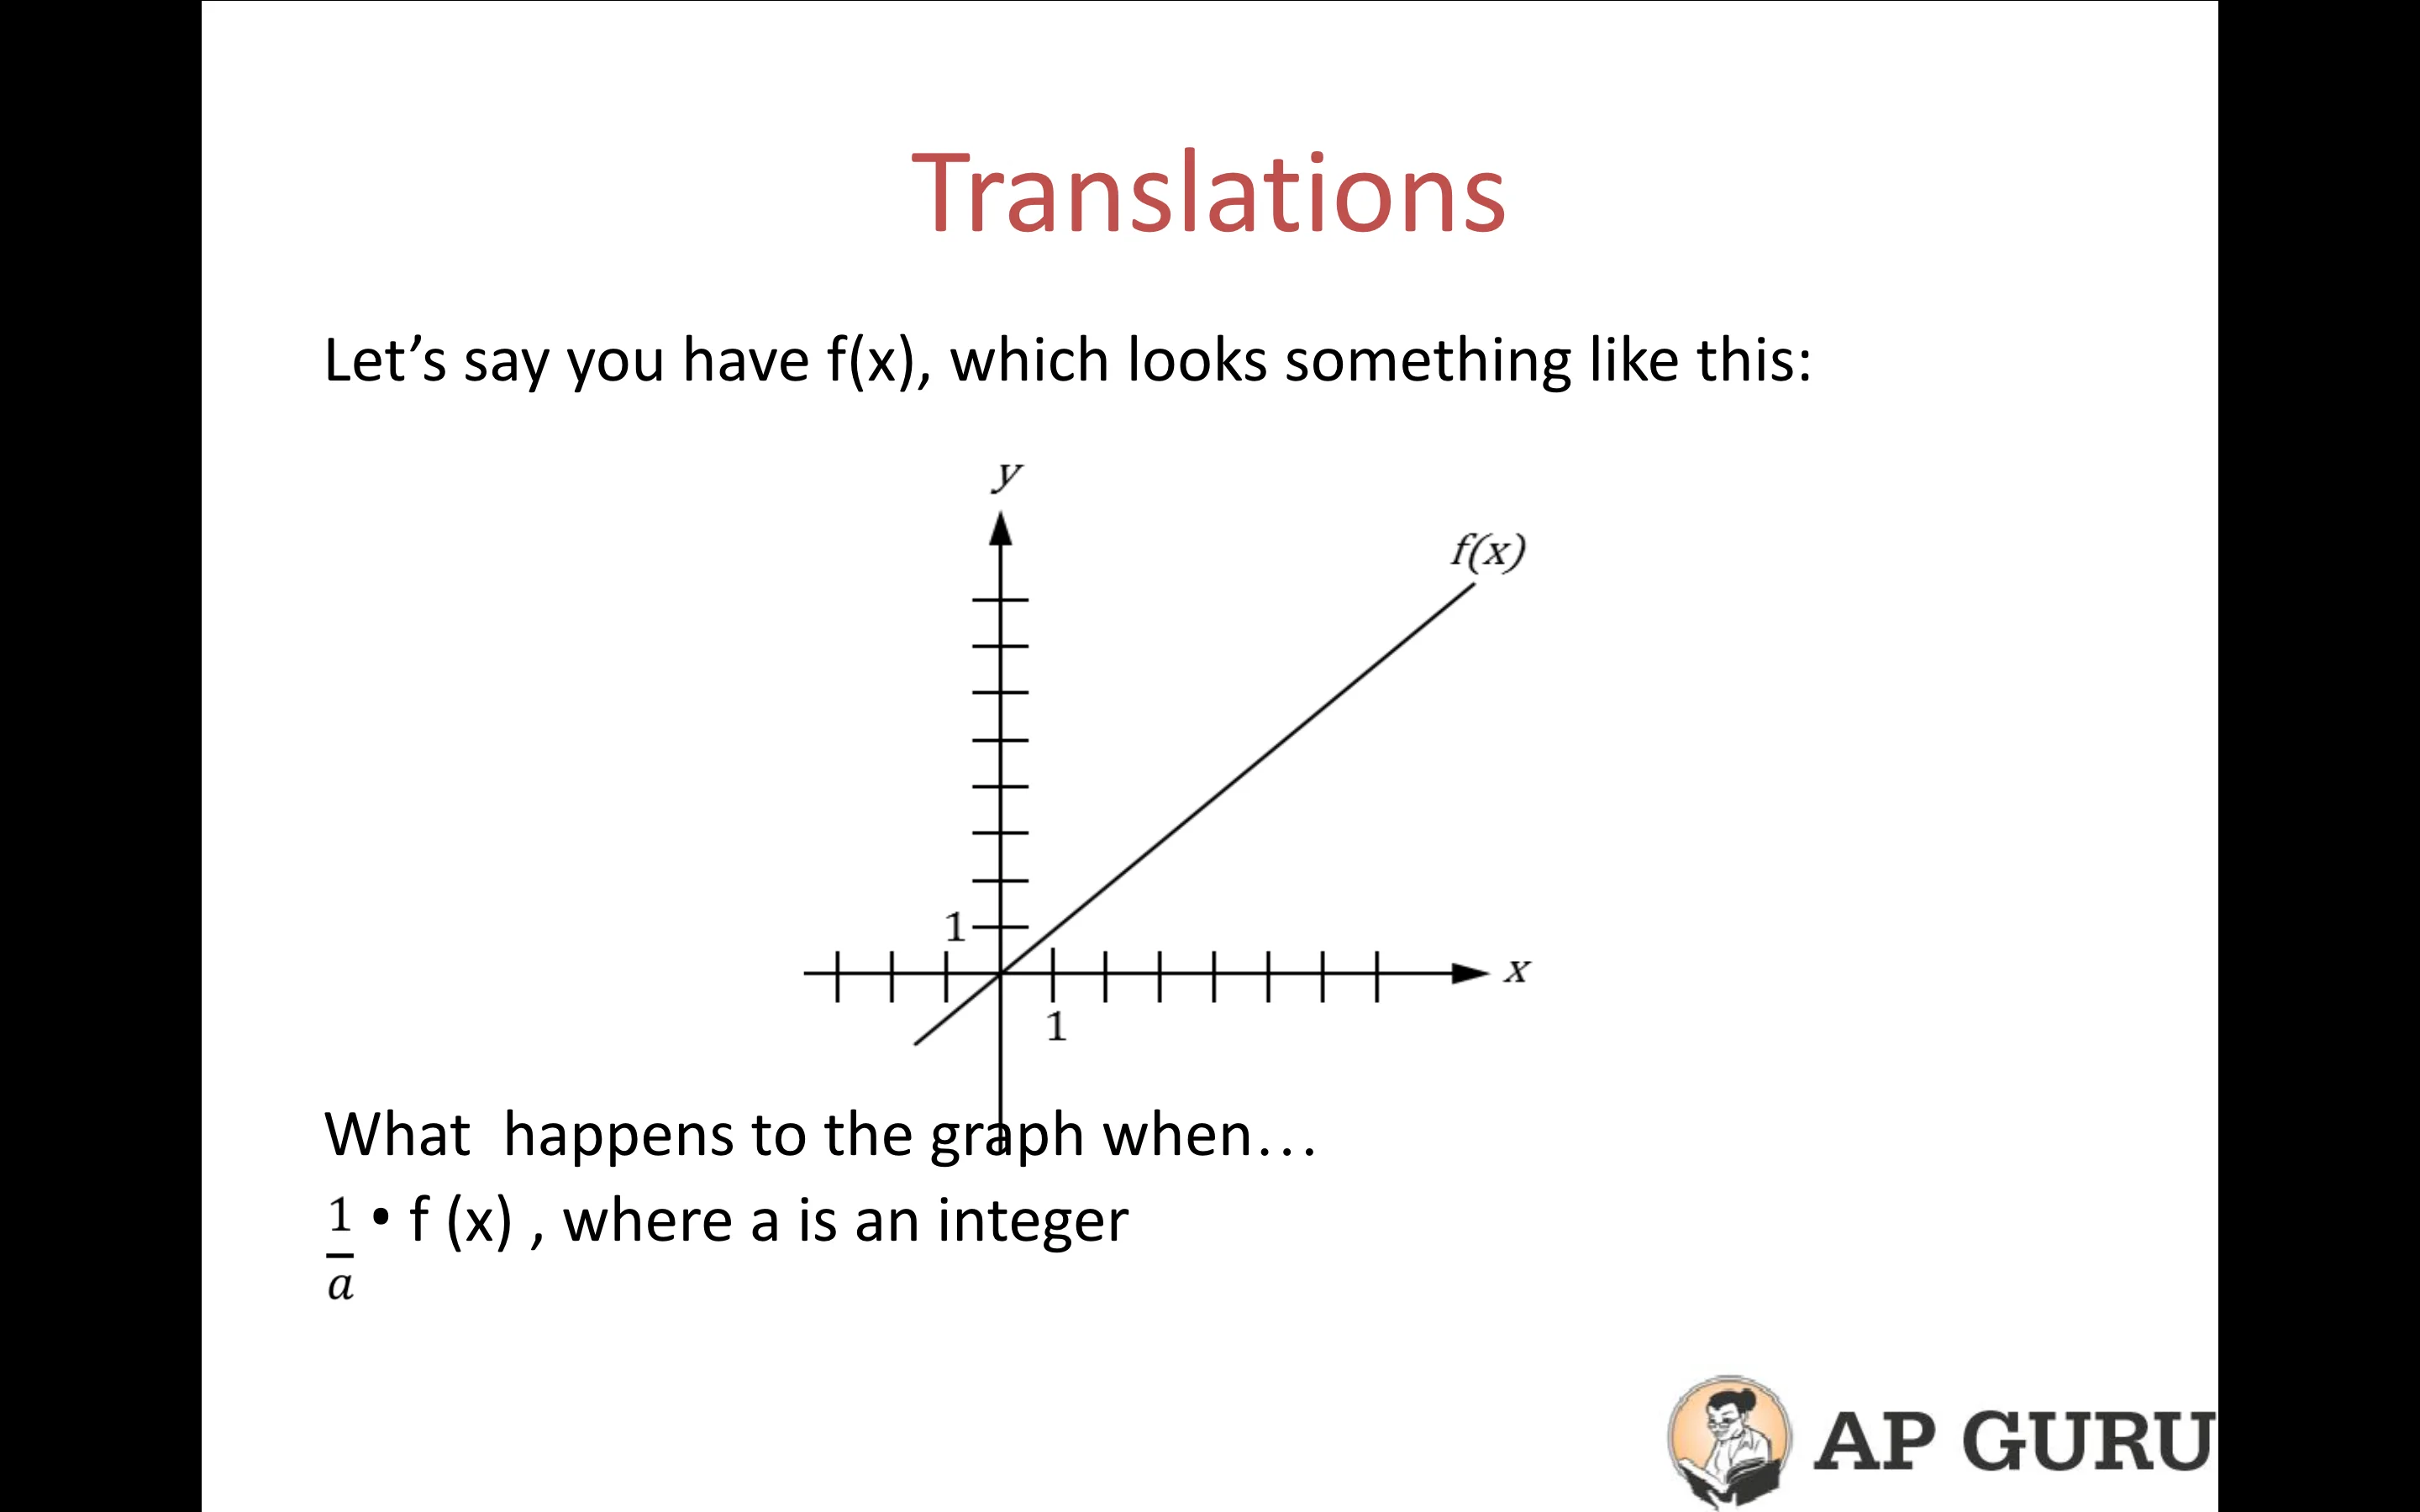 Translations
Let’s say you have f(x), which looks something like this:
y
f(x)
1
x
1
What  happens to the graph when…
1/a • f (x) , where a is an integer
AP GURU